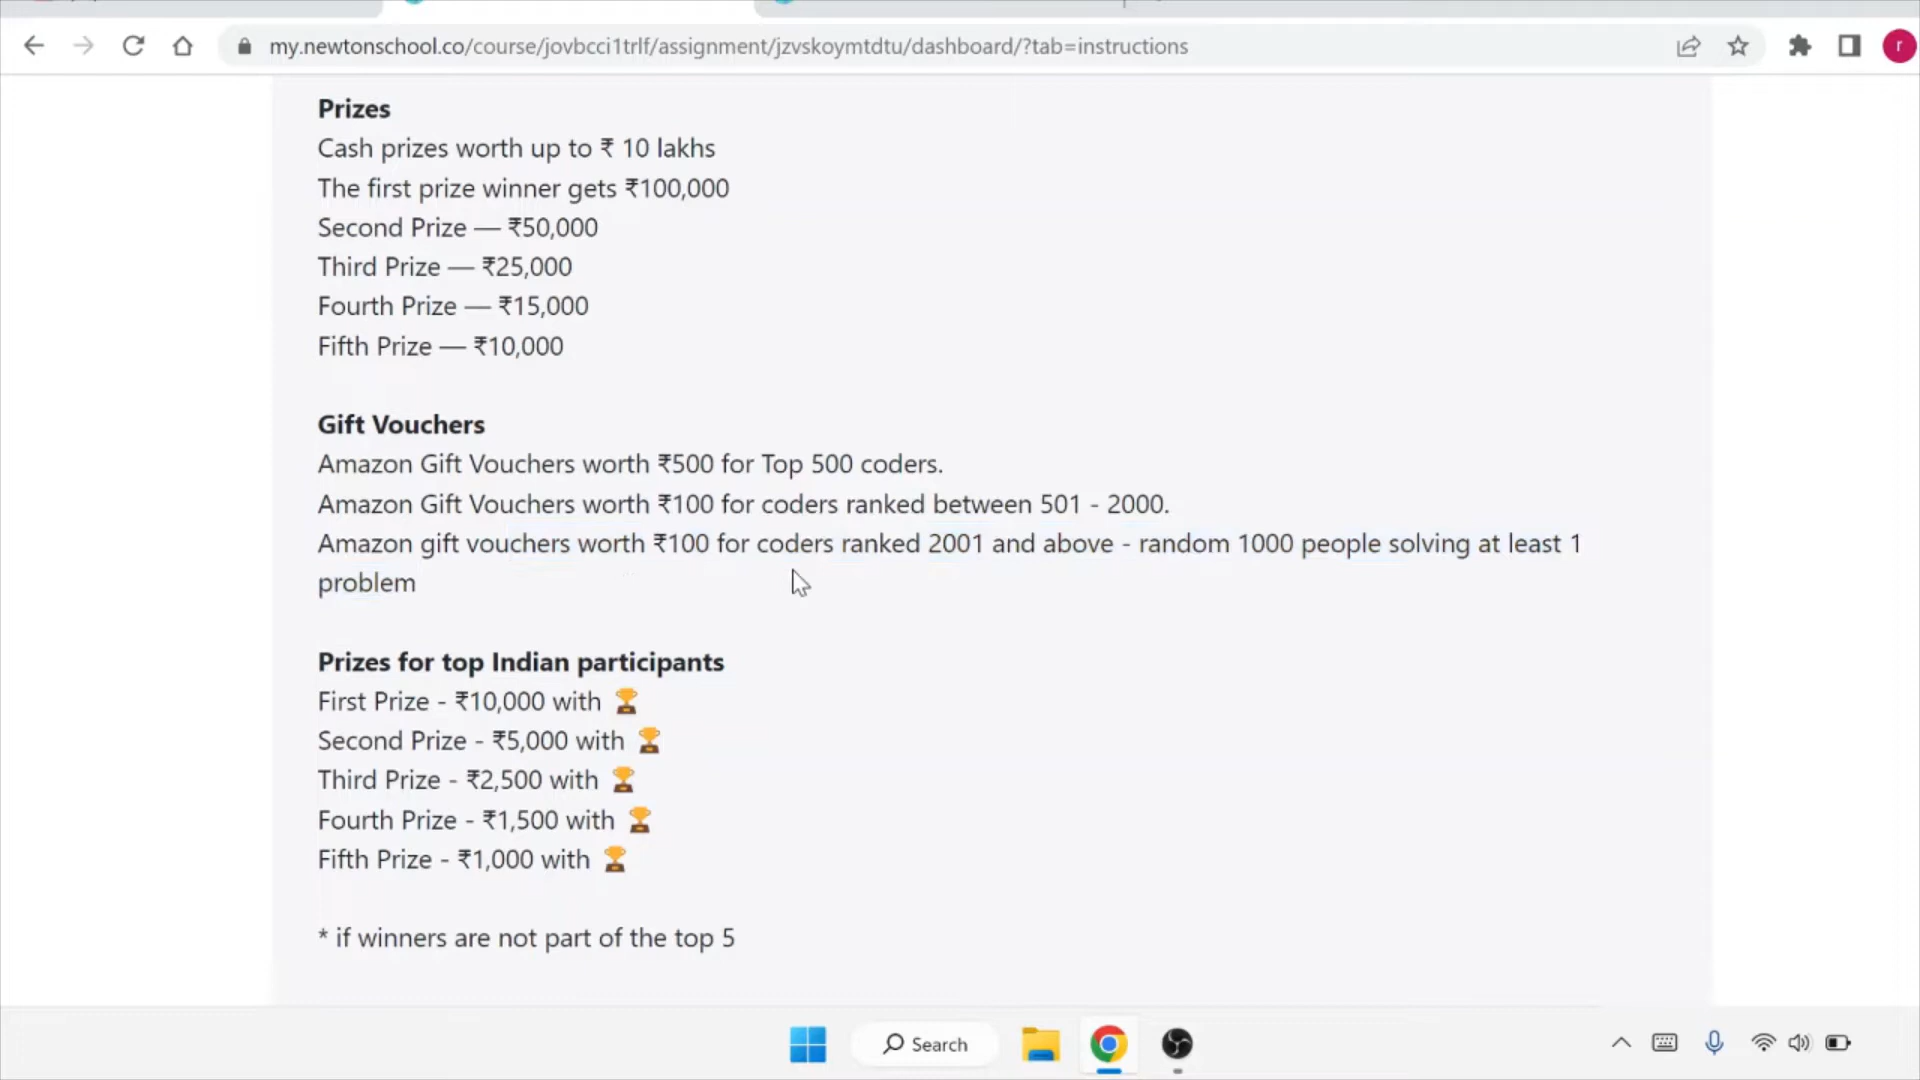 my.newtonschool.co/course/jovbcci1trlf/assignment/jzvskoymtdtu/dashboard/?tab=instructions
r
Prizes
Cash prizes worth up to ₹ 10 lakhs
The first prize winner gets ₹100,000
Second Prize — ₹50,000
Third Prize — ₹25,000
Fourth Prize — ₹15,000
Fifth Prize — ₹10,000
Gift Vouchers
Amazon Gift Vouchers worth ₹500 for Top 500 coders.
Amazon Gift Vouchers worth ₹100 for coders ranked between 501 - 2000.
Amazon gift vouchers worth ₹100 for coders ranked 2001 and above - random 1000 people solving at least 1
problem
Prizes for top Indian participants
First Prize - ₹10,000 with 🏆
Second Prize - ₹5,000 with 🏆
Third Prize - ₹2,500 with 🏆
Fourth Prize - ₹1,500 with 🏆
Fifth Prize - ₹1,000 with 🏆
* if winners are not part of the top 5
Search